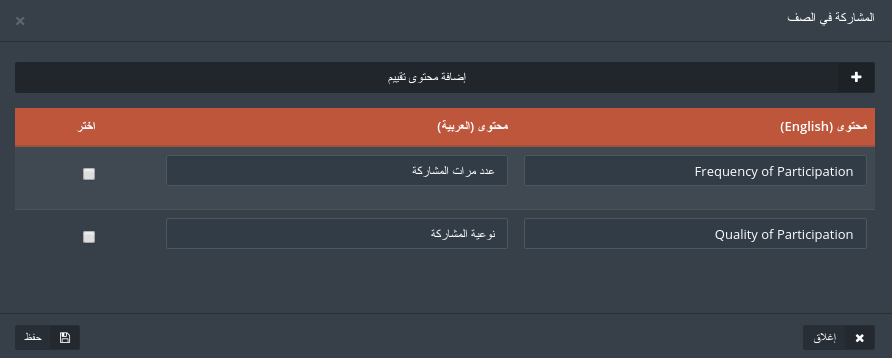 المشاركة في الصف
إضافة محتوى تقييم
محتوى (English)
محتوى (العربية)
اختر
Frequency of Participation
عدد مرات المشاركة
Quality of Participation
نوعية المشاركة
إغلاق
حفظ